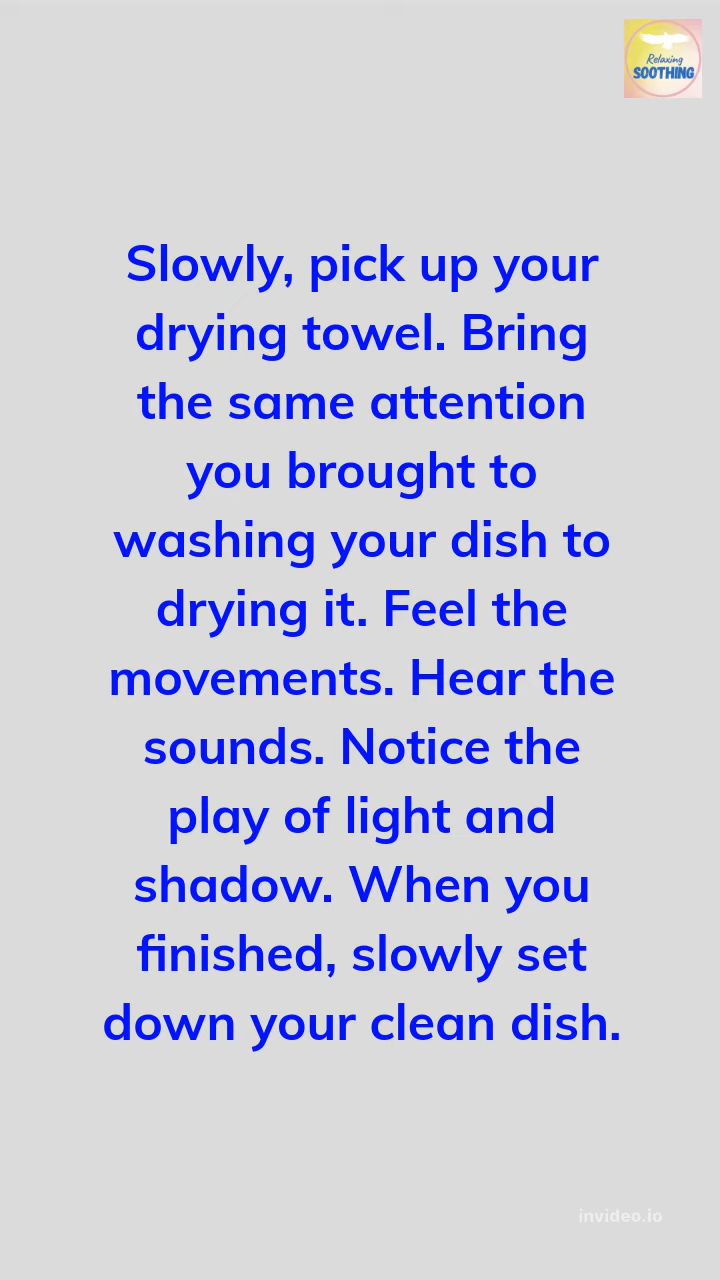 Relaxing
SOOTHING
Slowly, pick up your
drying towel. Bring
the same attention
you brought to
washing your dish to
drying it. Feel the
movements. Hear the
sounds. Notice the
play of light and
shadow. When you
finished, slowly set
down your clean dish.
invideo.io